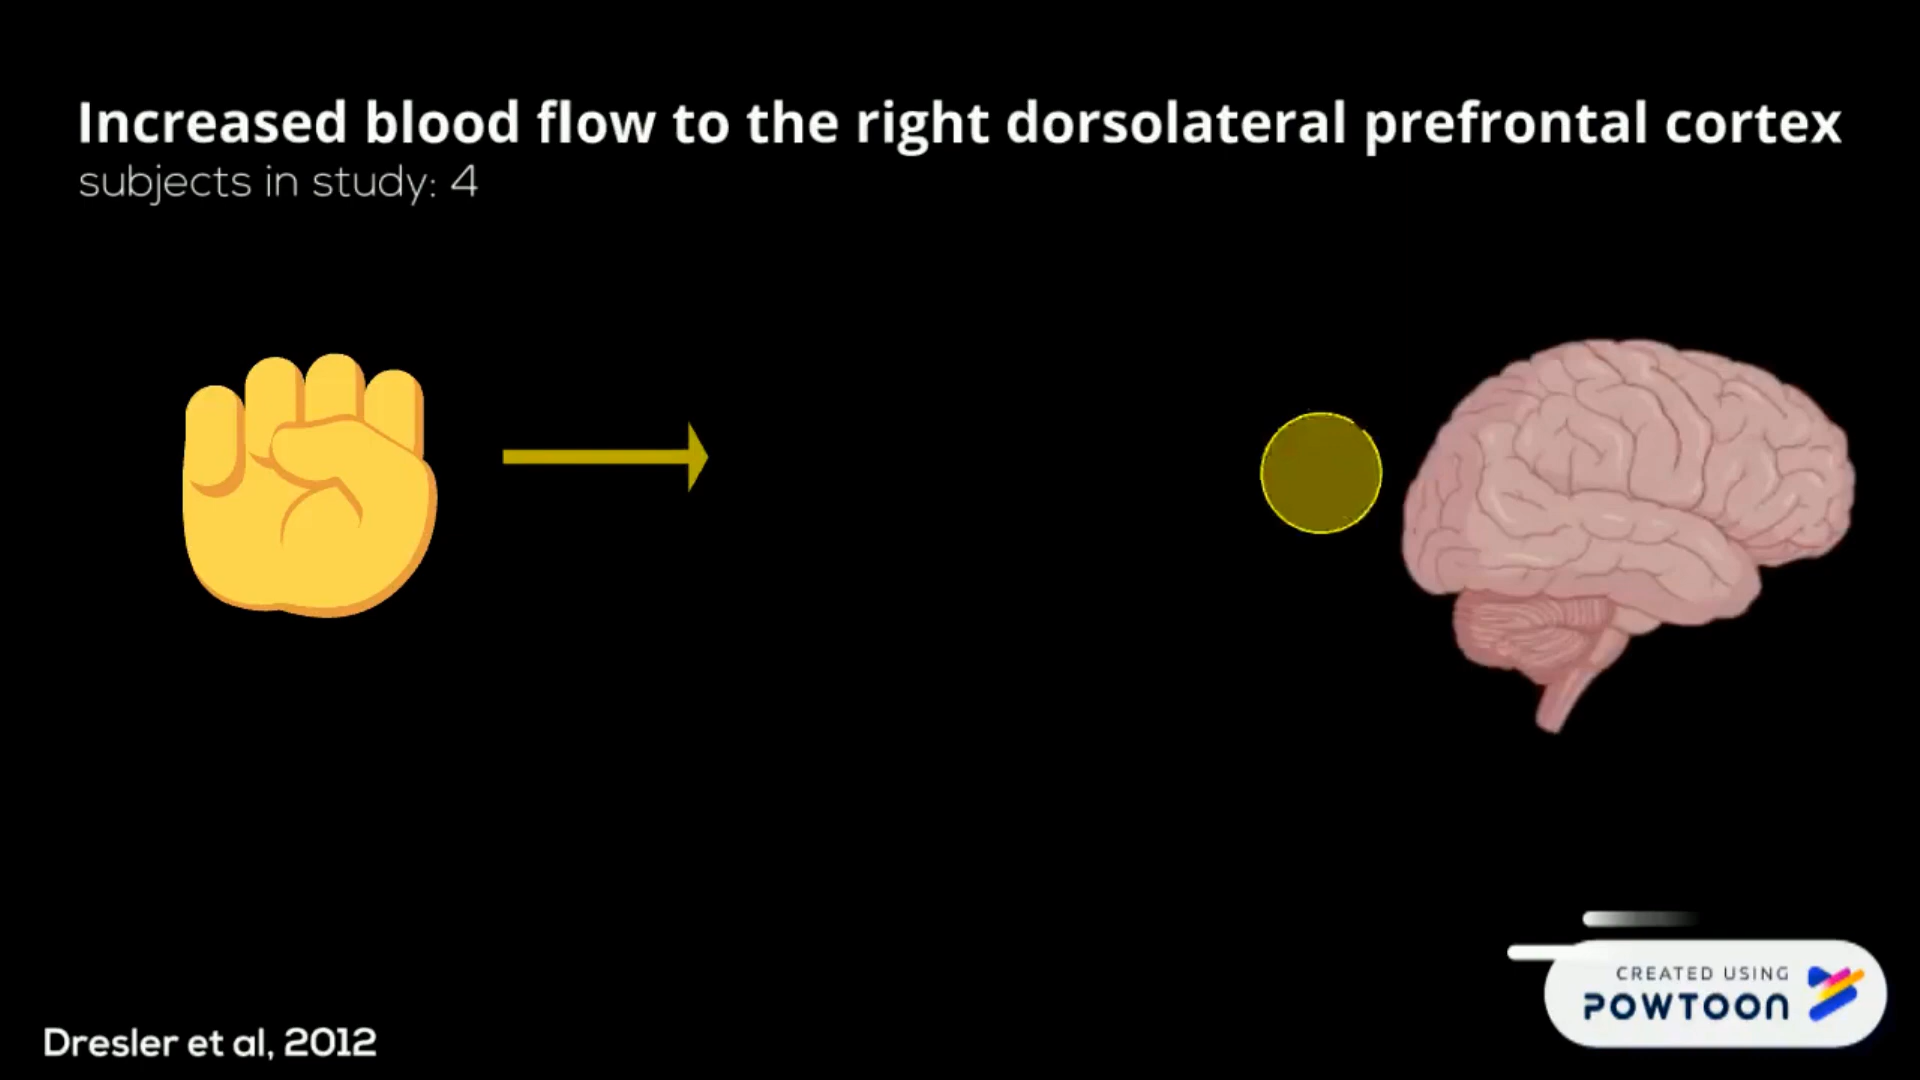 Increased blood flow to the right dorsolateral prefrontal cortex
subjects in study: 4
CREATED USING
POWTOON
Dresler et al, 2012